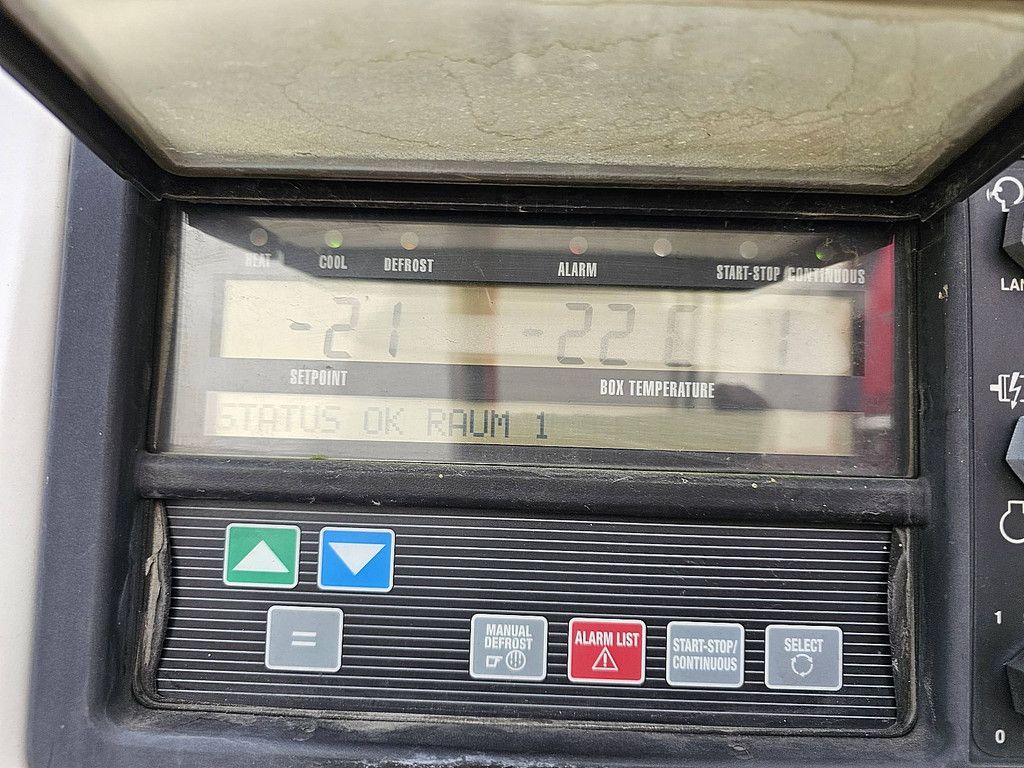 HEAT COOL DEFROST ALARM START-STOP CONTINUOUS
-21 -22 C 1
SETPOINT BOX TEMPERATURE
STATUS OK RAUM 1
=
MANUAL DEFROST
ALARM LIST
START-STOP/
CONTINUOUS
SELECT
LAN
1
0